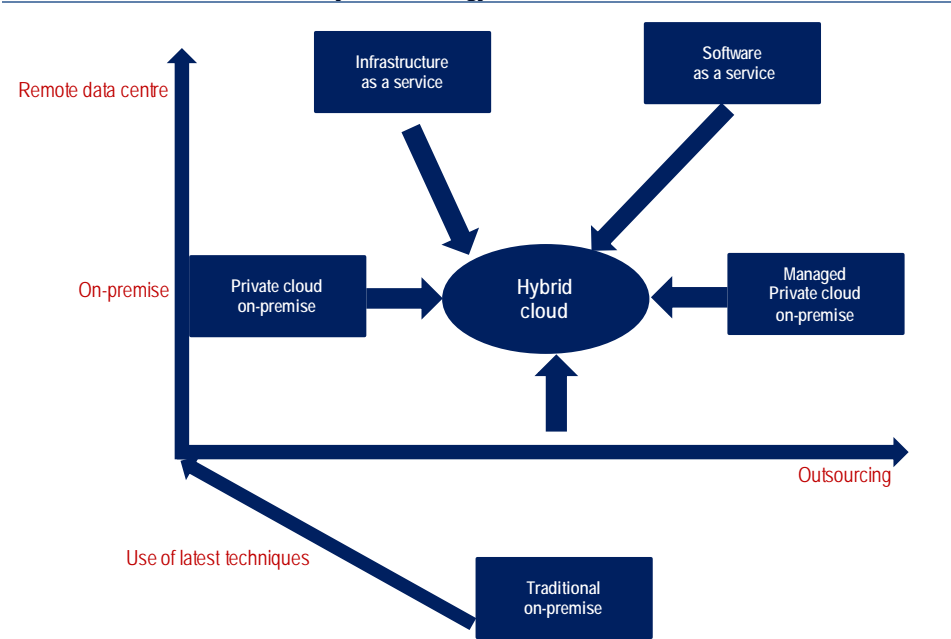 Infrastructure
as a service
Software
as a service
Remote data centre
On-premise
Private cloud
on-premise
Hybrid
cloud
Managed
Private cloud
on-premise
Outsourcing
Use of latest techniques
Traditional
on-premise